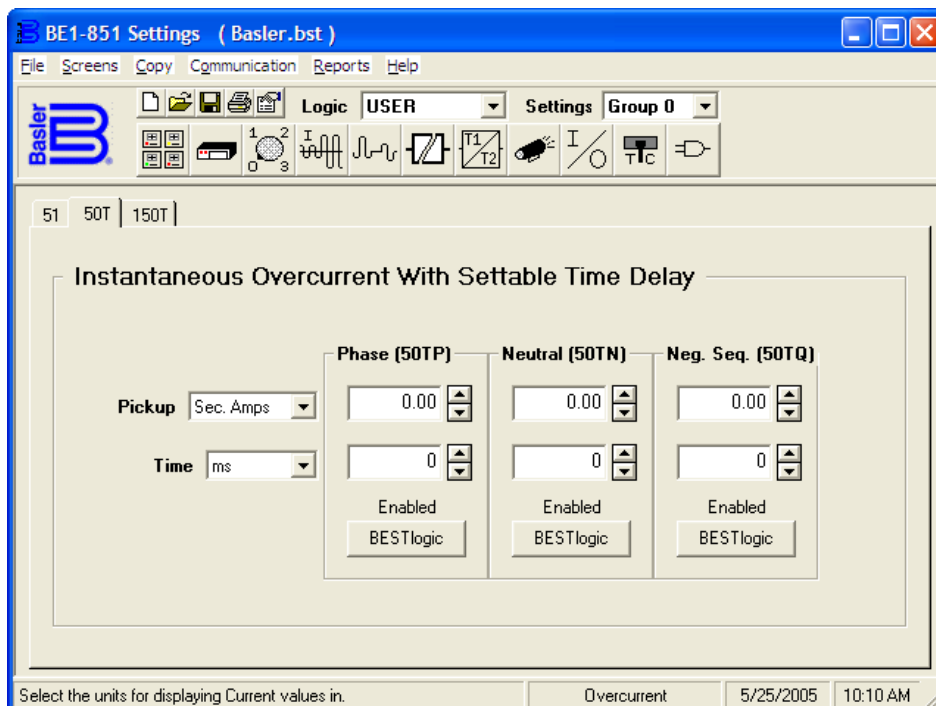 BE1-851 Settings ( Basler.bst )
File Screens Copy Communication Reports Help
Basler
Logic USER Settings Group 0
1 2 0 3 I T1 T2 I O T C
51 50T 150T
Instantaneous Overcurrent With Settable Time Delay
Phase (50TP) Neutral (50TN) Neg. Seq. (50TQ)
Pickup Sec. Amps 0.00 0.00 0.00
Time ms 0 0 0
Enabled Enabled Enabled
BESTlogic BESTlogic BESTlogic
Select the units for displaying Current values in. Overcurrent 5/25/2005 10:10 AM